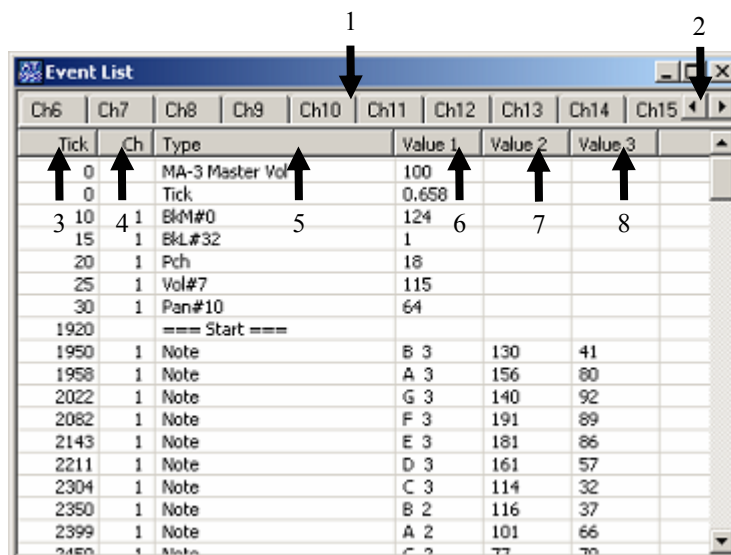 1 2
Event List
Ch6 Ch7 Ch8 Ch9 Ch10 Ch11 Ch12 Ch13 Ch14 Ch15
Tick Ch Type Value 1 Value 2 Value 3
0 MA-3 Master Vol 100
0 Tick 0.658
10 1 BkM#0 124
3 4 5 6 7 8
15 1 BkL#32 1
20 1 Pch 18
25 1 Vol#7 115
30 1 Pan#10 64
1920 === Start ===
1950 1 Note B 3 130 41
1958 1 Note A 3 156 80
2022 1 Note G 3 140 92
2082 1 Note F 3 191 89
2143 1 Note E 3 181 86
2211 1 Note D 3 161 57
2304 1 Note C 3 114 32
2350 1 Note B 2 116 37
2399 1 Note A 2 101 66
1 Note